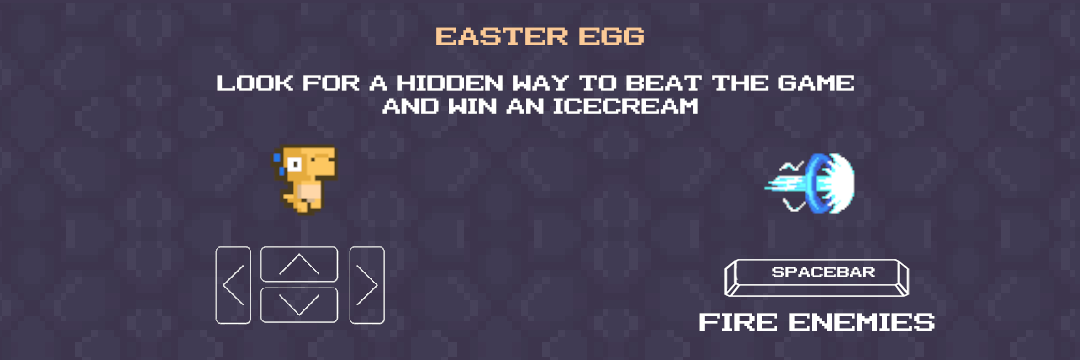 EASTER EGG
LOOK FOR A HIDDEN WAY TO BEAT THE GAME
AND WIN AN ICECREAM
SPACEBAR
FIRE ENEMIES